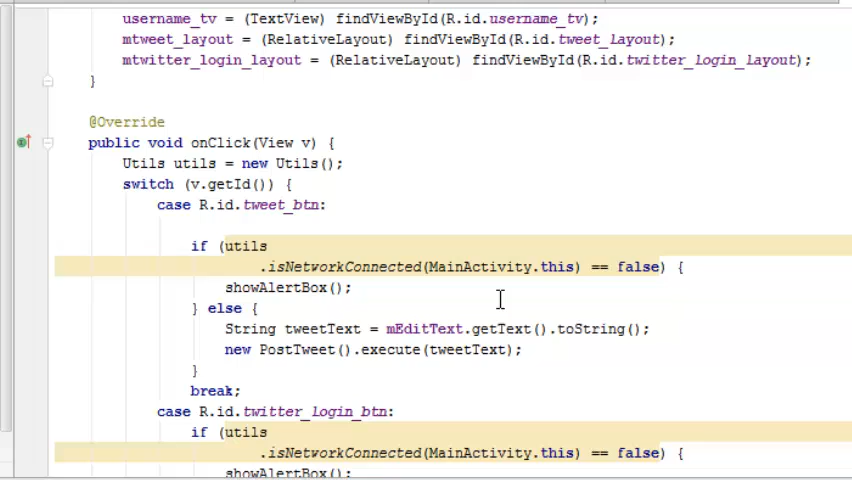 username_tv = (TextView) findViewById(R.id.username_tv);
mtweet_layout = (RelativeLayout) findViewById(R.id.tweet_layout);
mtwitter_login_layout = (RelativeLayout) findViewById(R.id.twitter_login_layout);
}
@Override
public void onClick(View v) {
Utils utils = new Utils();
switch (v.getId()) {
case R.id.tweet_btn:
if (utils
.isNetworkConnected(MainActivity.this) == false) {
showAlertBox();
} else {
String tweetText = mEditText.getText().toString();
new PostTweet().execute(tweetText);
}
break;
case R.id.twitter_login_btn:
if (utils
.isNetworkConnected(MainActivity.this) == false) {
showAlertBox();